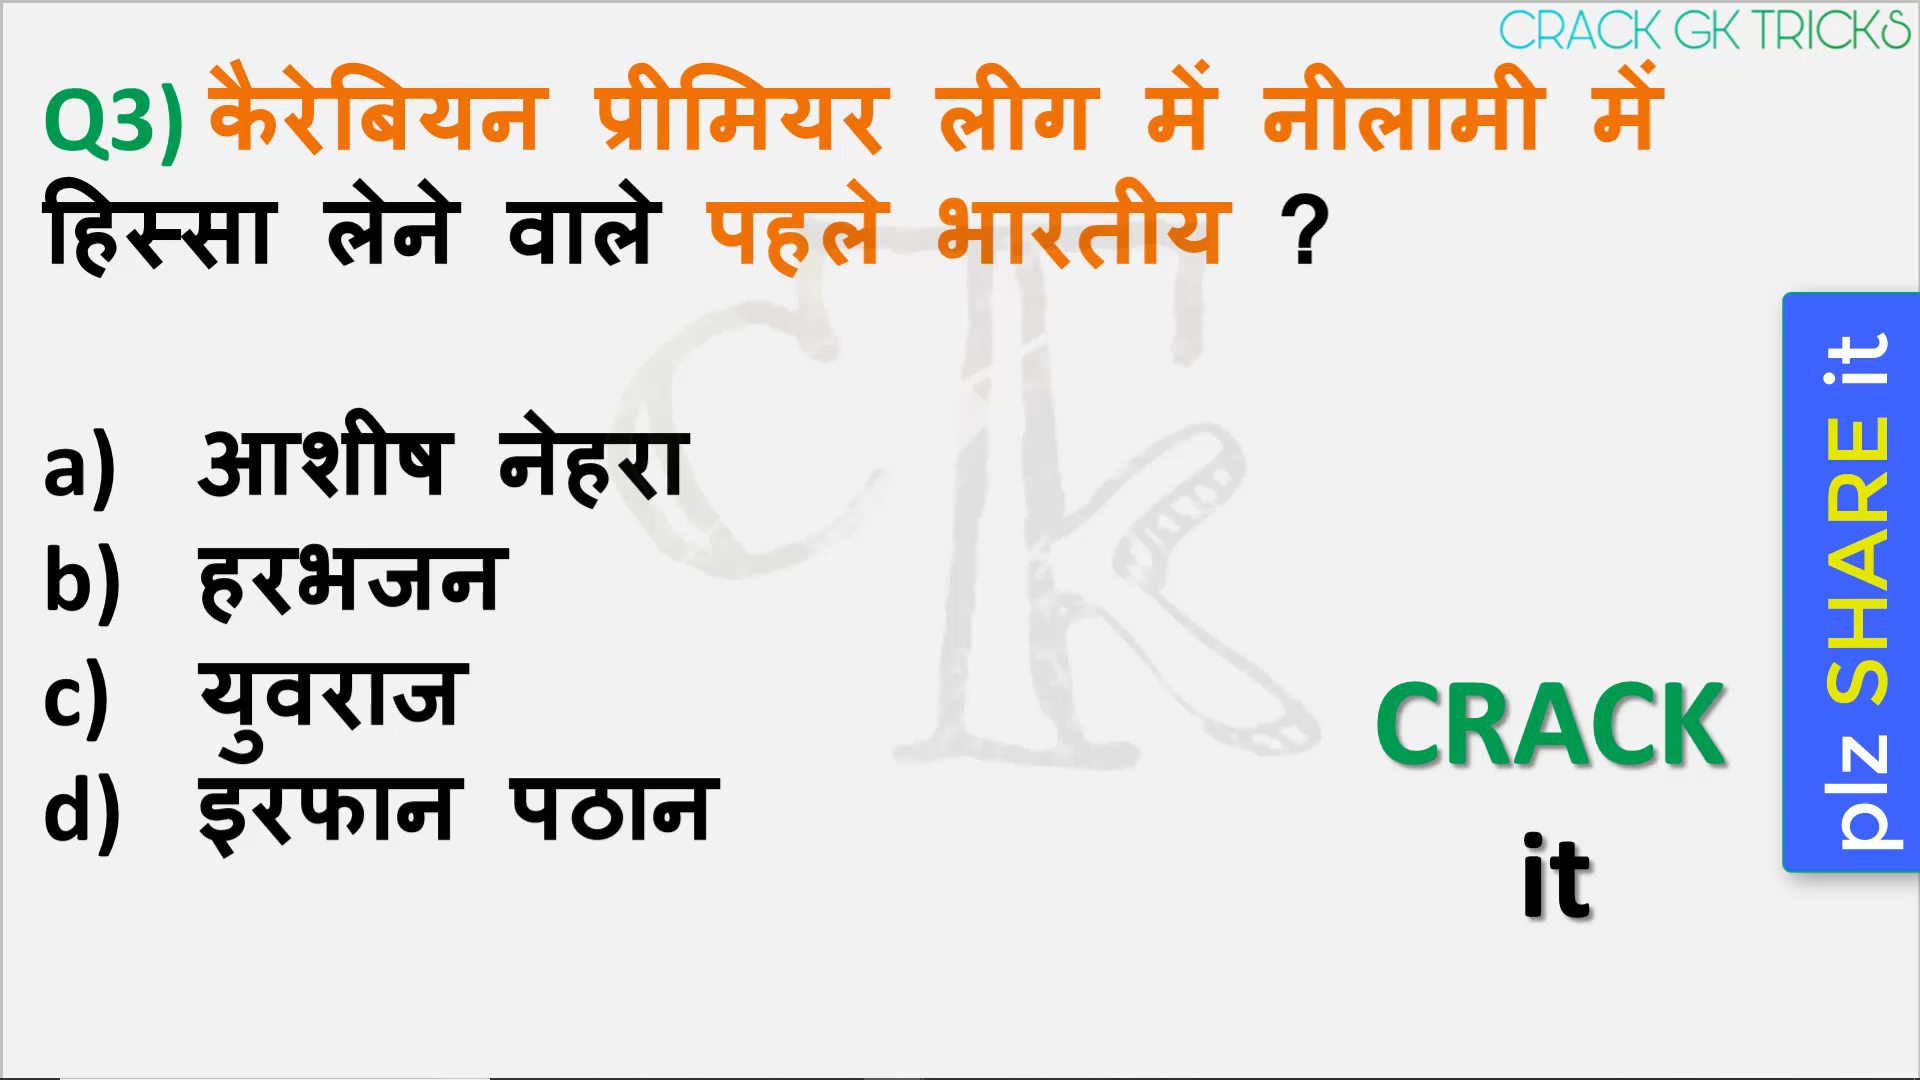 CRACK GK TRICKS
Q3) कैरेबियन प्रीमियर लीग में नीलामी में
हिस्सा लेने वाले पहले भारतीय ?
a) आशीष नेहरा
b) हरभजन
c) युवराज
d) इरफान पठान
CRACK
it
plz SHARE it